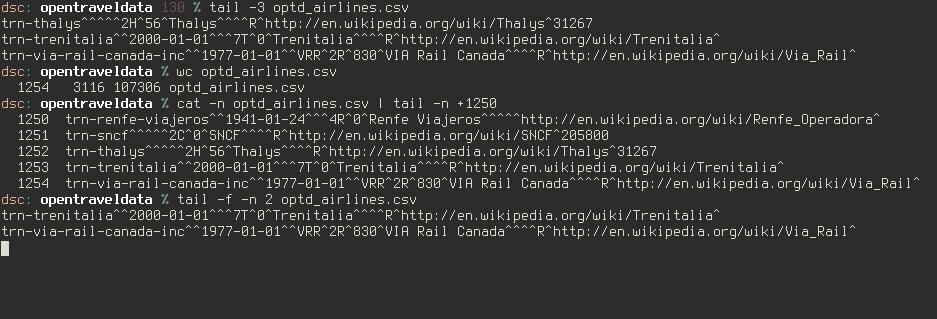 dsc: opentraveldata 130 % tail -3 optd_airlines.csv
trn-thalys^^^^^2H^56^Thalys^^^^R^http://en.wikipedia.org/wiki/Thalys^31267
trn-trenitalia^^2000-01-01^^^7T^0^Trenitalia^^^^R^http://en.wikipedia.org/wiki/Trenitalia^
trn-via-rail-canada-inc^^1977-01-01^^VRR^2R^830^VIA Rail Canada^^^^R^http://en.wikipedia.org/wiki/Via_Rail^
dsc: opentraveldata % wc optd_airlines.csv
  1254   3116 107306 optd_airlines.csv
dsc: opentraveldata % cat -n optd_airlines.csv | tail -n +1250
  1250  trn-renfe-viajeros^^1941-01-24^^^4R^0^Renfe Viajeros^^^^^http://en.wikipedia.org/wiki/Renfe_Operadora^
  1251  trn-sncf^^^^^2C^0^SNCF^^^^R^http://en.wikipedia.org/wiki/SNCF^205800
  1252  trn-thalys^^^^^2H^56^Thalys^^^^R^http://en.wikipedia.org/wiki/Thalys^31267
  1253  trn-trenitalia^^2000-01-01^^^7T^0^Trenitalia^^^^R^http://en.wikipedia.org/wiki/Trenitalia^
  1254  trn-via-rail-canada-inc^^1977-01-01^^VRR^2R^830^VIA Rail Canada^^^^R^http://en.wikipedia.org/wiki/Via_Rail^
dsc: opentraveldata % tail -f -n 2 optd_airlines.csv
trn-trenitalia^^2000-01-01^^^7T^0^Trenitalia^^^^R^http://en.wikipedia.org/wiki/Trenitalia^
trn-via-rail-canada-inc^^1977-01-01^^VRR^2R^830^VIA Rail Canada^^^^R^http://en.wikipedia.org/wiki/Via_Rail^